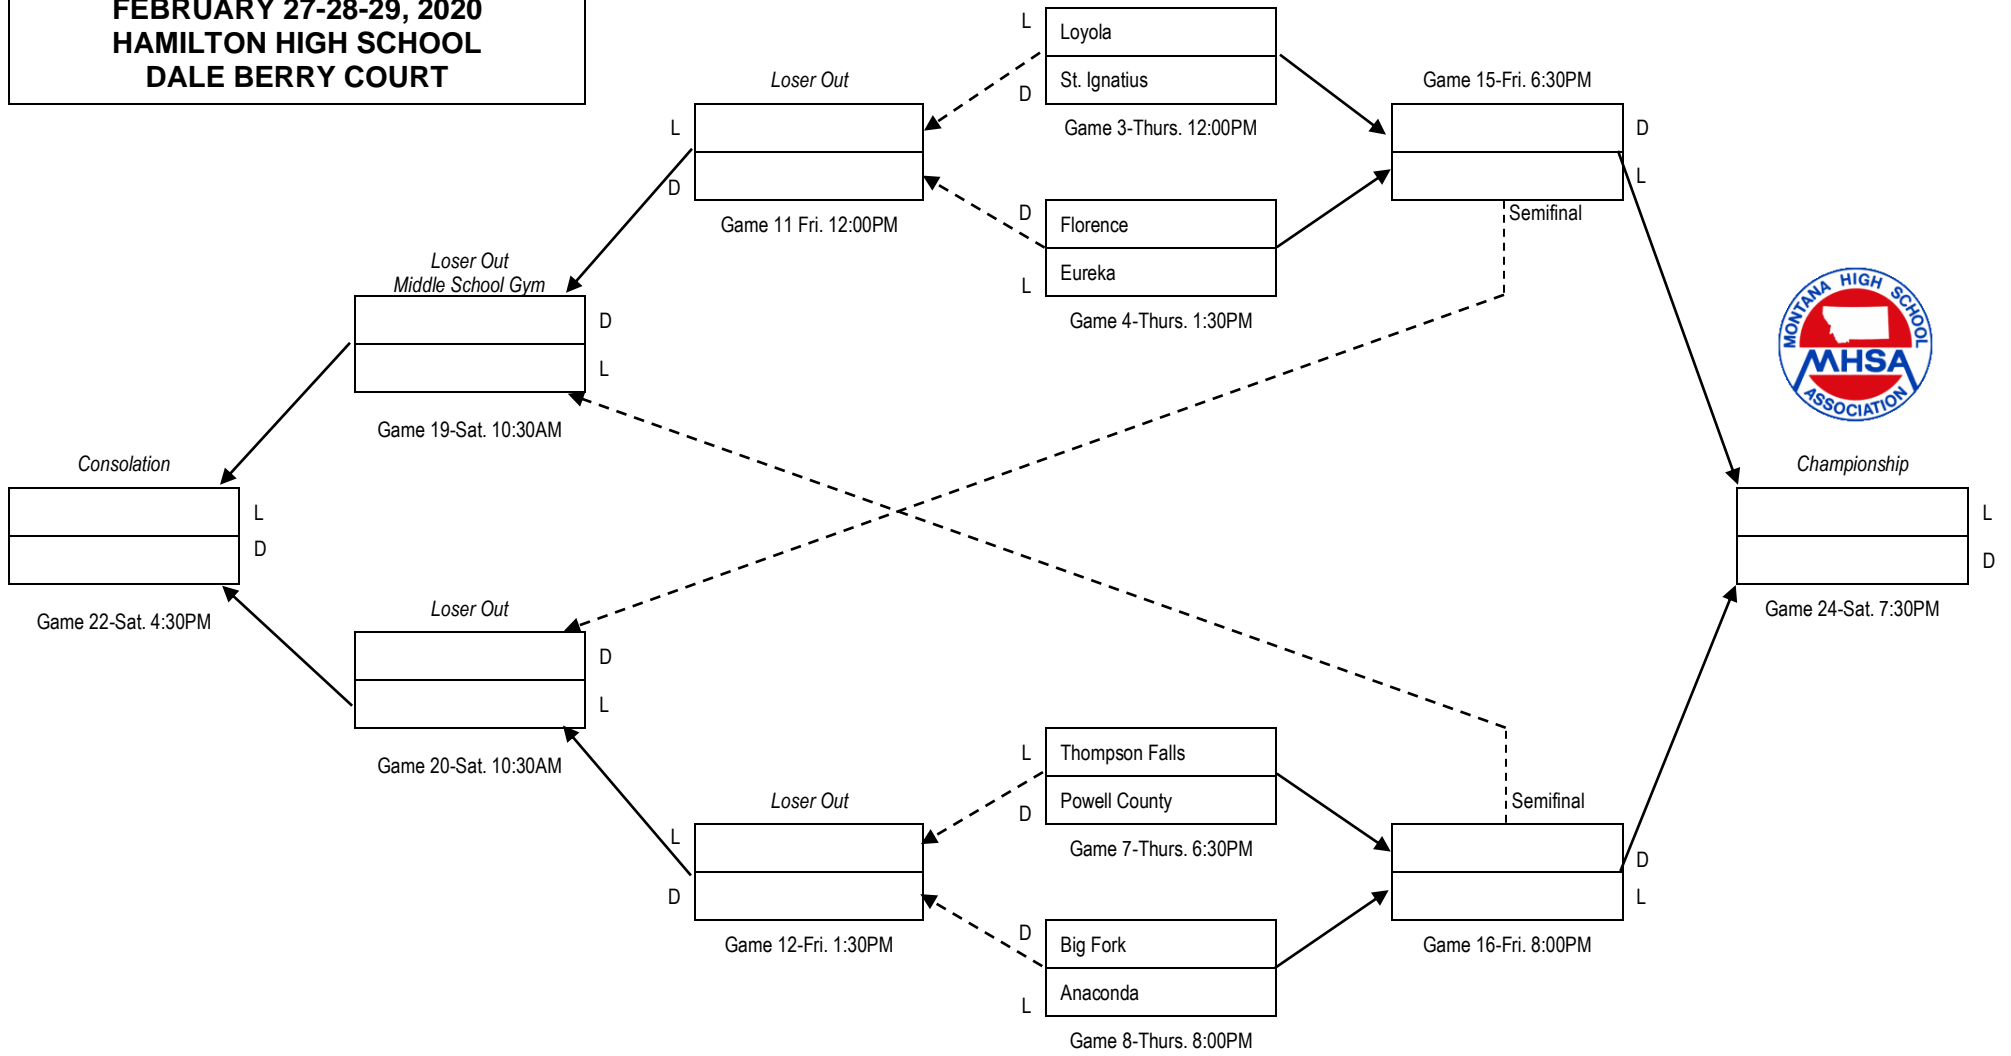 FEBRUARY 27-28-29, 2020
HAMILTON HIGH SCHOOL
DALE BERRY COURT
L
Loyola
D
St. Ignatius
Game 3-Thurs. 12:00PM
Loser Out
L
D
Game 11 Fri. 12:00PM
Game 15-Fri. 6:30PM
D
L
Semifinal
D
Florence
L
Eureka
Game 4-Thurs. 1:30PM
Loser Out
Middle School Gym
D
L
Game 19-Sat. 10:30AM
MONTANA HIGH SCHOOL
MHSA
ASSOCIATION
Consolation
L
D
Game 22-Sat. 4:30PM
Championship
L
D
Game 24-Sat. 7:30PM
Loser Out
D
L
Game 20-Sat. 10:30AM
L
Thompson Falls
D
Powell County
Game 7-Thurs. 6:30PM
Loser Out
L
D
Game 12-Fri. 1:30PM
Semifinal
D
L
Game 16-Fri. 8:00PM
D
Big Fork
L
Anaconda
Game 8-Thurs. 8:00PM